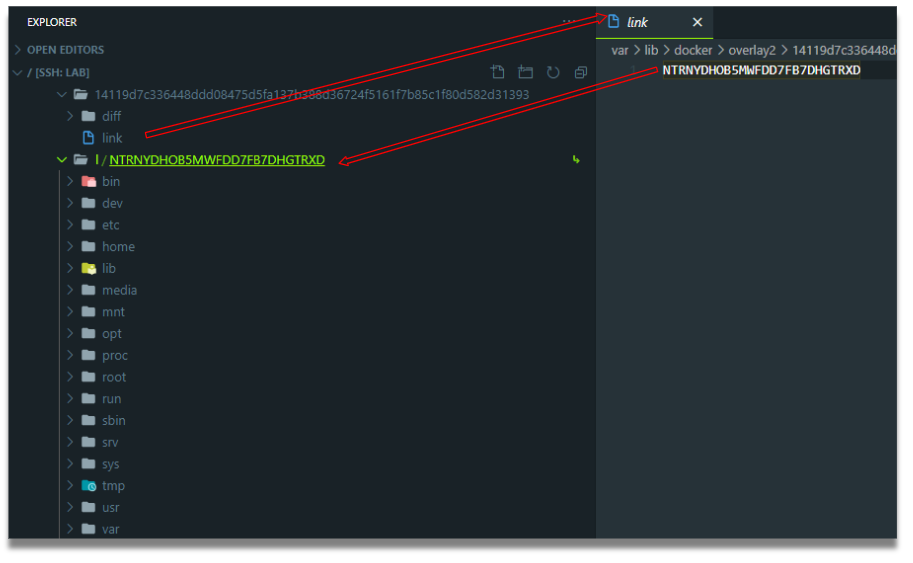 EXPLORER
OPEN EDITORS
/ [SSH: LAB]
14119d7c336448ddd08475d5fa137b388d36724f5161f7b85c1f80d582d31393
diff
link
l / NTRNYDHOB5MWFDD7FB7DHGTRXD
bin
dev
etc
home
lib
media
mnt
opt
proc
root
run
sbin
srv
sys
tmp
usr
var
link
var > lib > docker > overlay2 > 14119d7c336448d
1 NTRNYDHOB5MWFDD7FB7DHGTRXD